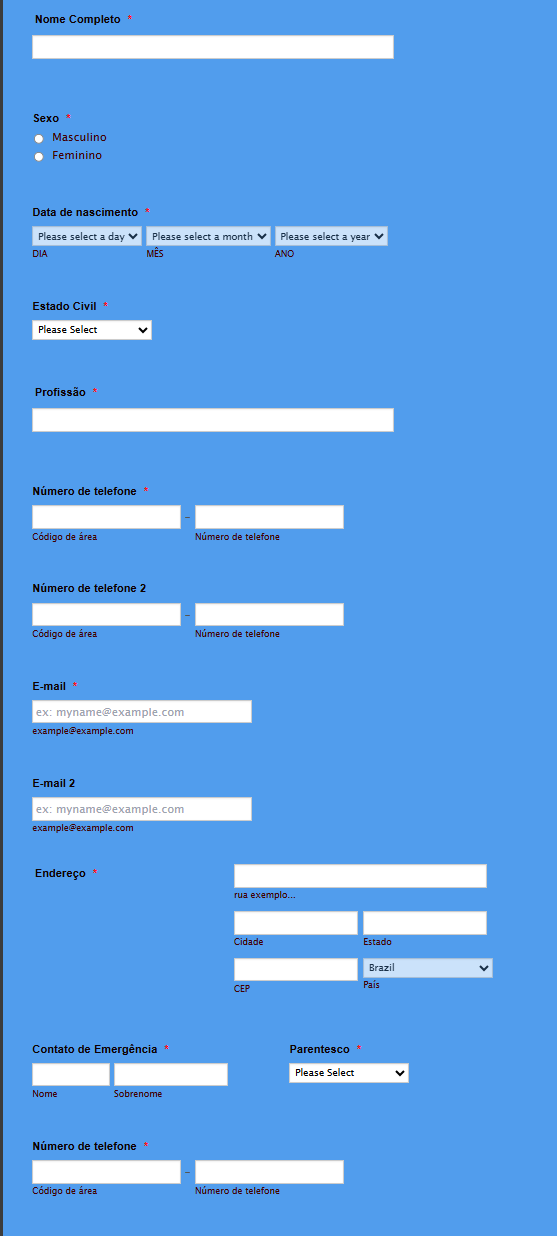 Nome Completo *
Sexo *
Masculino
Feminino
Data de nascimento *
Please select a day Please select a month Please select a year
DIA MÊS ANO
Estado Civil *
Please Select
Profissão *
Número de telefone *
-
Código de área Número de telefone
Número de telefone 2
-
Código de área Número de telefone
E-mail *
ex: myname@example.com
example@example.com
E-mail 2
ex: myname@example.com
example@example.com
Endereço *
rua exemplo...
Cidade Estado
Brazil
CEP País
Contato de Emergência * Parentesco *
Please Select
Nome Sobrenome
Número de telefone *
-
Código de área Número de telefone